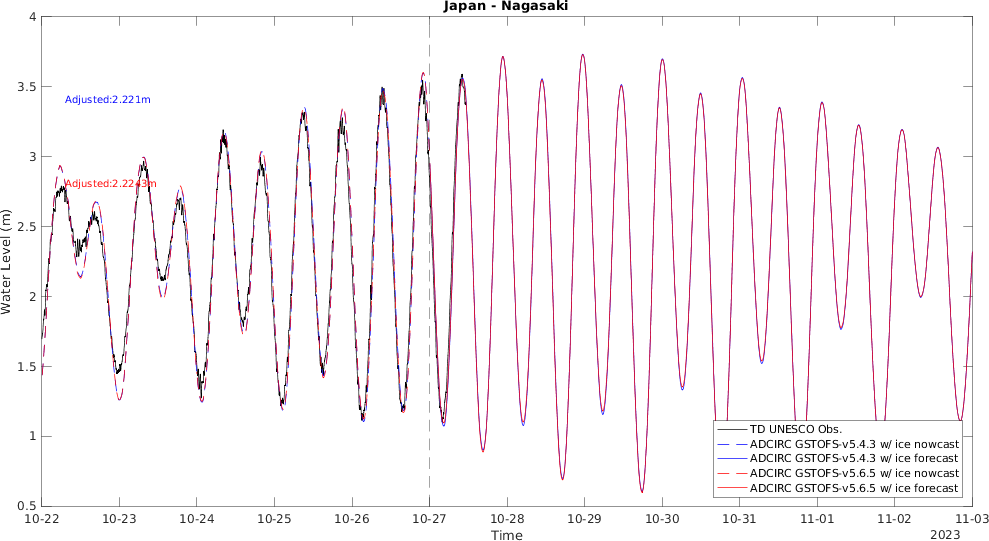 Japan - Nagasaki
Water Level (m)
4
3.5
3
2.5
2
1.5
1
0.5
Adjusted:2.221m
Adjusted:2.2243m
TD UNESCO Obs.
ADCIRC GSTOFS-v5.4.3 w/ ice nowcast
ADCIRC GSTOFS-v5.4.3 w/ ice forecast
ADCIRC GSTOFS-v5.6.5 w/ ice nowcast
ADCIRC GSTOFS-v5.6.5 w/ ice forecast
10-22 10-23 10-24 10-25 10-26 10-27 10-28 10-29 10-30 10-31 11-01 11-02 11-03
Time
2023